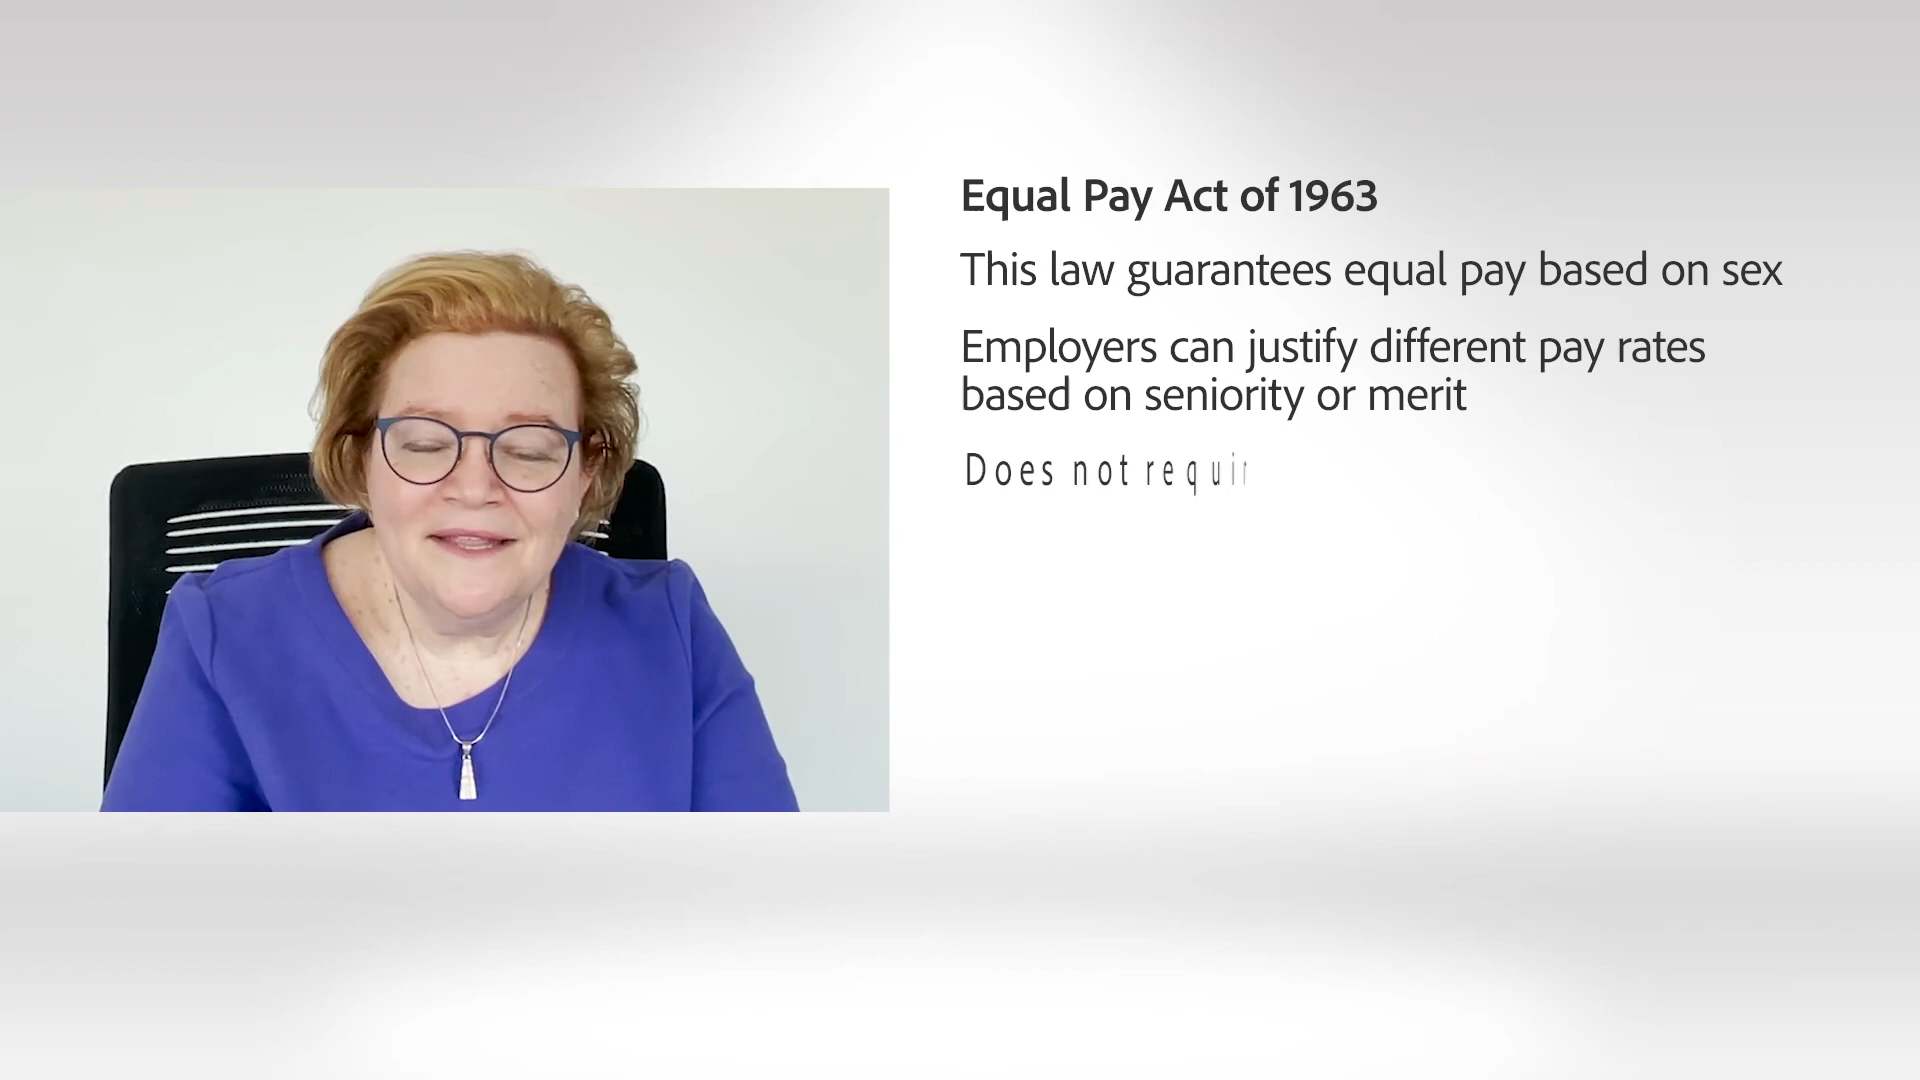 Equal Pay Act of 1963
This law guarantees equal pay based on sex
Employers can justify different pay rates
based on seniority or merit
Does not